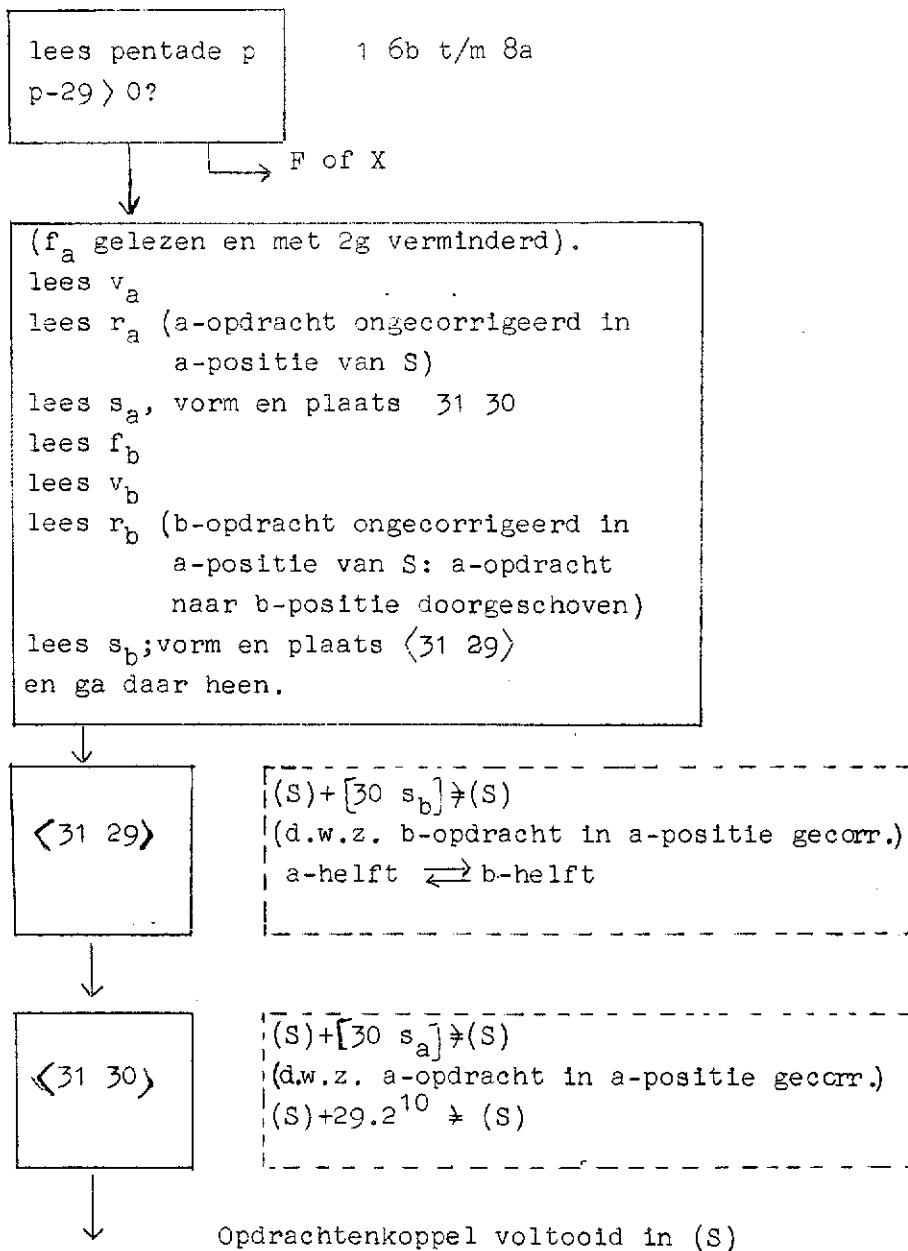 lees pentade p 1 6b t/m 8a
p-29 〉 0?
F of X
(f_a gelezen en met 2g verminderd).
lees v_a
lees r_a (a-opdracht ongecorrigeerd in
a-positie van S)
lees s_a, vorm en plaats 31 30
lees f_b
lees v_b
lees r_b (b-opdracht ongecorrigeerd in
a-positie van S: a-opdracht
naar b-positie doorgeschoven)
lees s_b;vorm en plaats 〈31 29〉
en ga daar heen.
〈31 29〉
(S)+[30 s_b]⇒(S)
(d.w.z. b-opdracht in a-positie gecorr.)
a-helft ⇄ b-helft
〈31 30〉
(S)+[30 s_a]⇒(S)
(d.w.z. a-opdracht in a-positie gecorr.)
(S)+29.2^10 ⇒ (S)
Opdrachtenkoppel voltooid in (S)